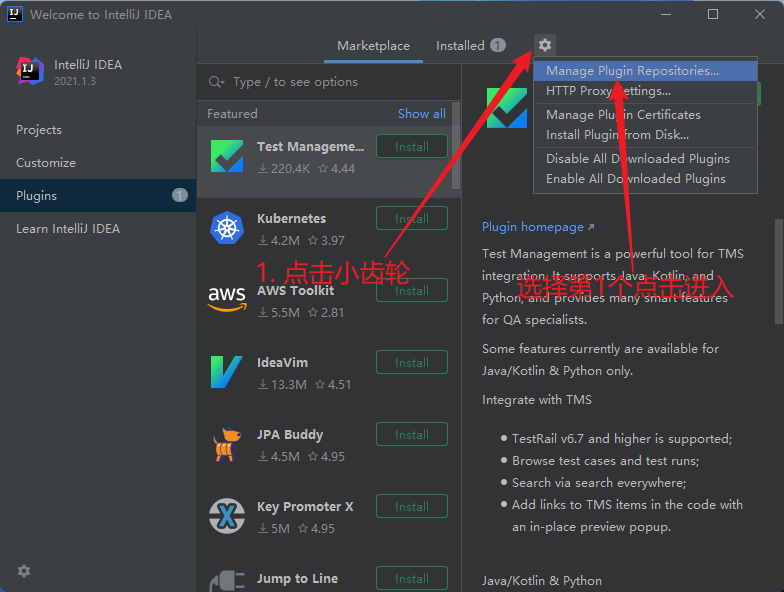 Welcome to IntelliJ IDEA
IntelliJ IDEA
2021.1.3
Projects
Customize
Plugins
1
Learn IntelliJ IDEA
Marketplace
Installed 1
Type / to see options
Featured
Show all
Test Manageme...
220.4K 4.44
Install
Kubernetes
4.2M 3.97
Install
1. 点击小齿轮
aws
AWS Toolkit
5.5M 2.81
Install
IdeaVim
13.3M 4.51
Install
JPA Buddy
4.5M 4.95
Install
Key Promoter X
5M 4.95
Install
Jump to Line
Install
Manage Plugin Repositories...
HTTP Proxy Settings...
Manage Plugin Certificates
Install Plugin from Disk...
Disable All Downloaded Plugins
Enable All Downloaded Plugins
Plugin homepage
Test Management is a powerful tool for TMS
integration. It supports Java, Kotlin, and
选择第1个点击进入
Python, and provides many smart features
for QA specialists.
Some features currently are available for
Java/Kotlin & Python only.
Integrate with TMS
TestRail v6.7 and higher is supported;
Browse test cases and test runs;
Search via search everywhere;
Add links to TMS items in the code with
an in-place preview popup.
Java/Kotlin & Python